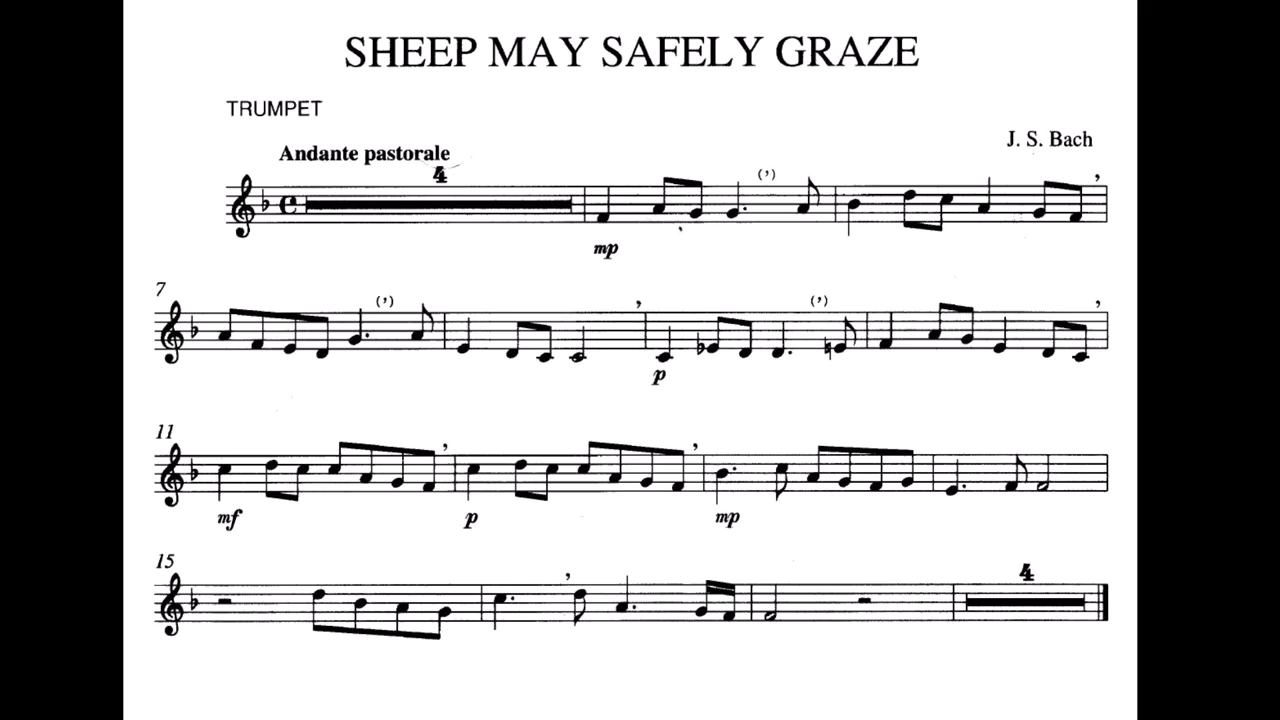 SHEEP MAY SAFELY GRAZE
TRUMPET
J. S. Bach
Andante pastorale
4
(,) ,
mp
7
(,) , (,) ,
p
11
, ,
mf p mp
15
, 4